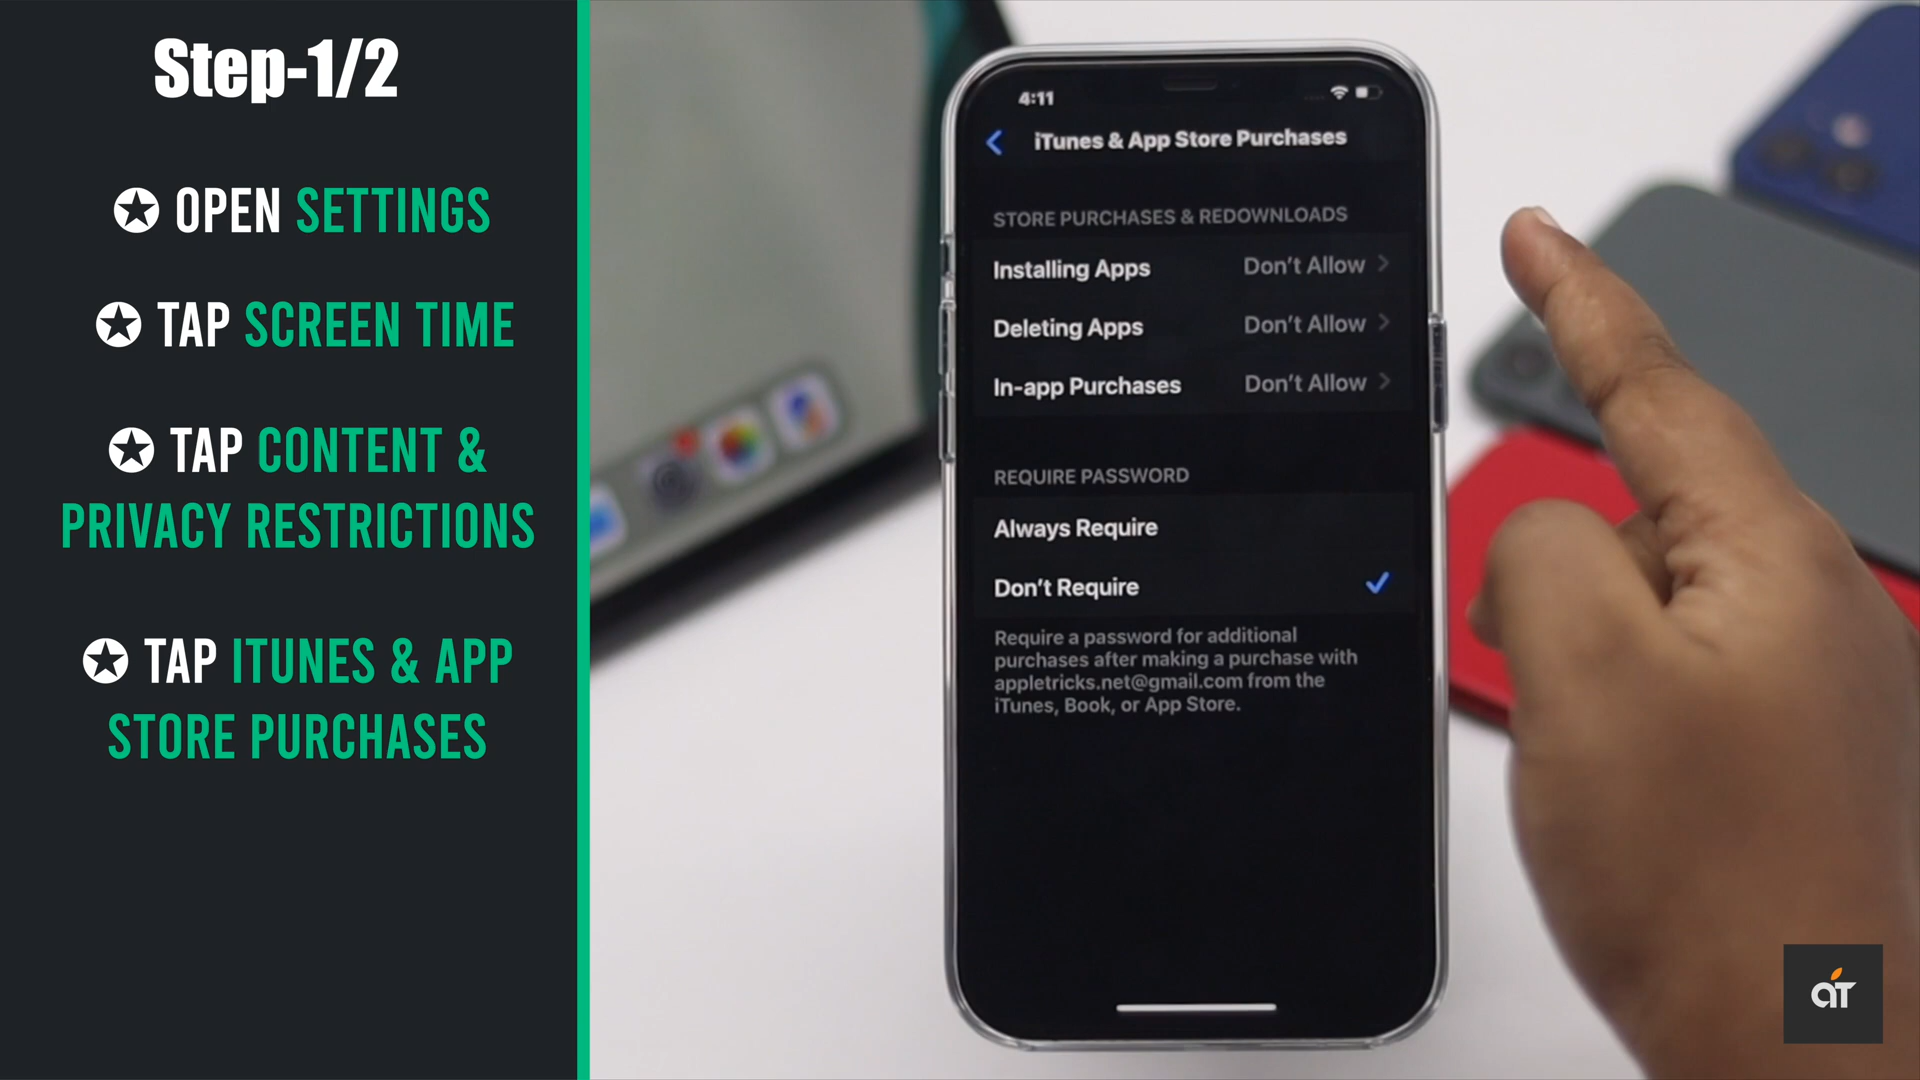 Step-1/2
✪ OPEN SETTINGS
✪ TAP SCREEN TIME
✪ TAP CONTENT &
PRIVACY RESTRICTIONS
✪ TAP ITUNES & APP
STORE PURCHASES
4:11
iTunes & App Store Purchases
STORE PURCHASES & REDOWNLOADS
Installing Apps Don't Allow
Deleting Apps Don't Allow
In-app Purchases Don't Allow
REQUIRE PASSWORD
Always Require
Don't Require
Require a password for additional
purchases after making a purchase with
appletricks.net@gmail.com from the
iTunes, Book, or App Store.
aT